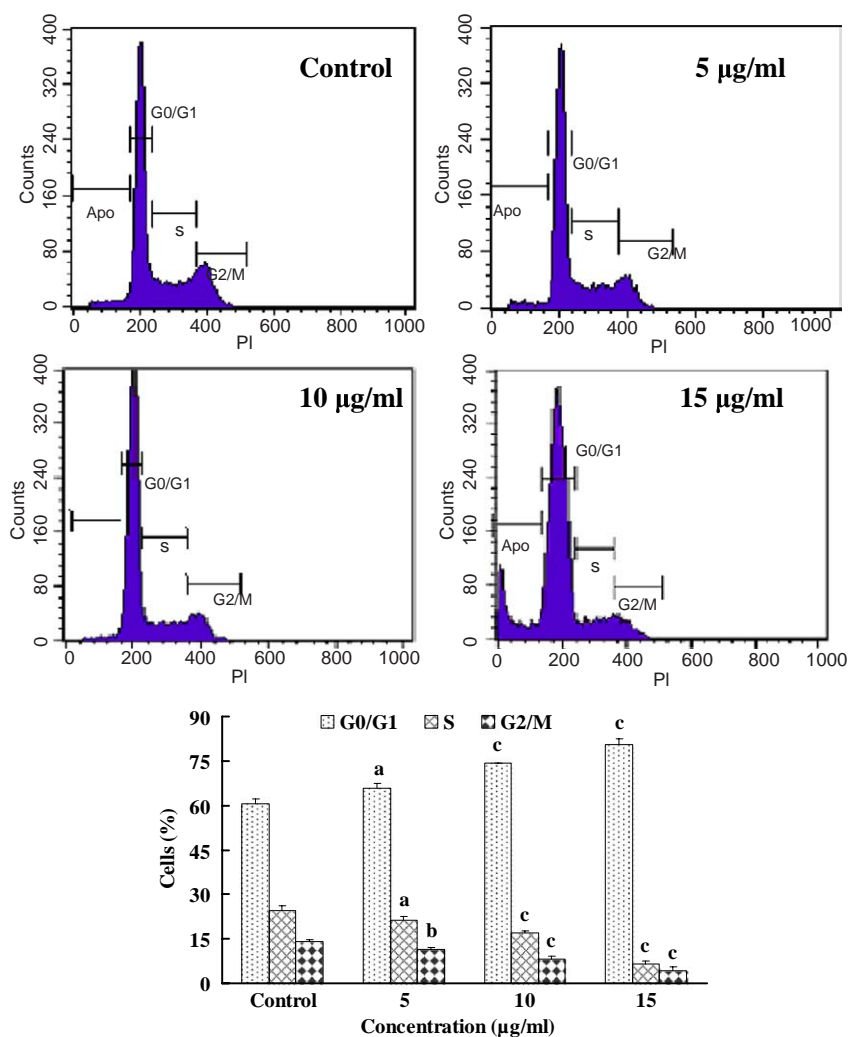 Control
400
320
240
160
80
0
Counts
G0/G1
Apo
S
G2/M
0 200 400 600 800 1000
PI
5 µg/ml
400
320
240
160
80
0
Counts
G0/G1
Apo
S
G2/M
0 200 400 600 800 1000
PI
10 µg/ml
400
320
240
160
80
0
Counts
G0/G1
S
G2/M
0 200 400 600 800 1000
PI
15 µg/ml
400
320
240
160
80
0
Counts
G0/G1
Apo
S
G2/M
0 200 400 600 800 1000
PI
90
75
60
45
30
15
0
Cells (%)
G0/G1 S G2/M
a
a
b
c
c
c
c
c
c
Control 5 10 15
Concentration (µg/ml)